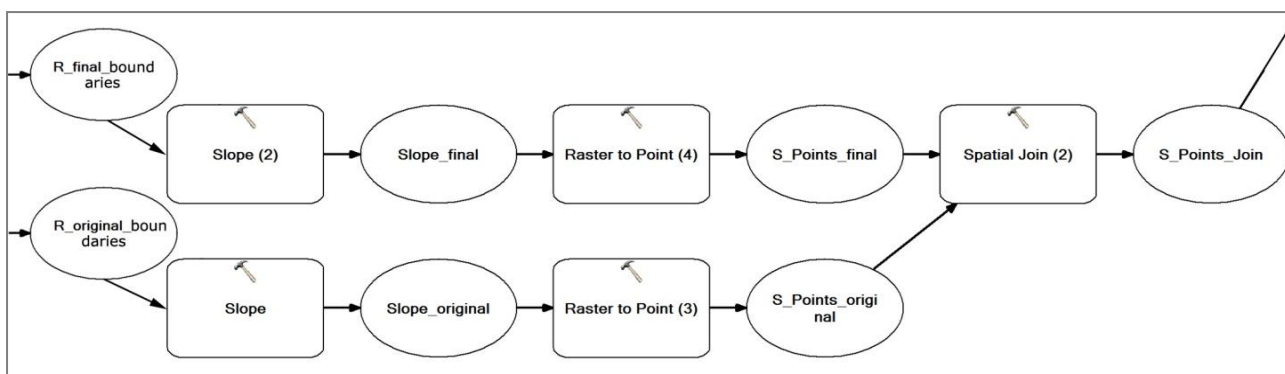 R_final_bound
aries
Slope (2)
Slope_final
Raster to Point (4)
S_Points_final
Spatial Join (2)
S_Points_Join
R_original_boun
daries
Slope
Slope_original
Raster to Point (3)
S_Points_origi
nal